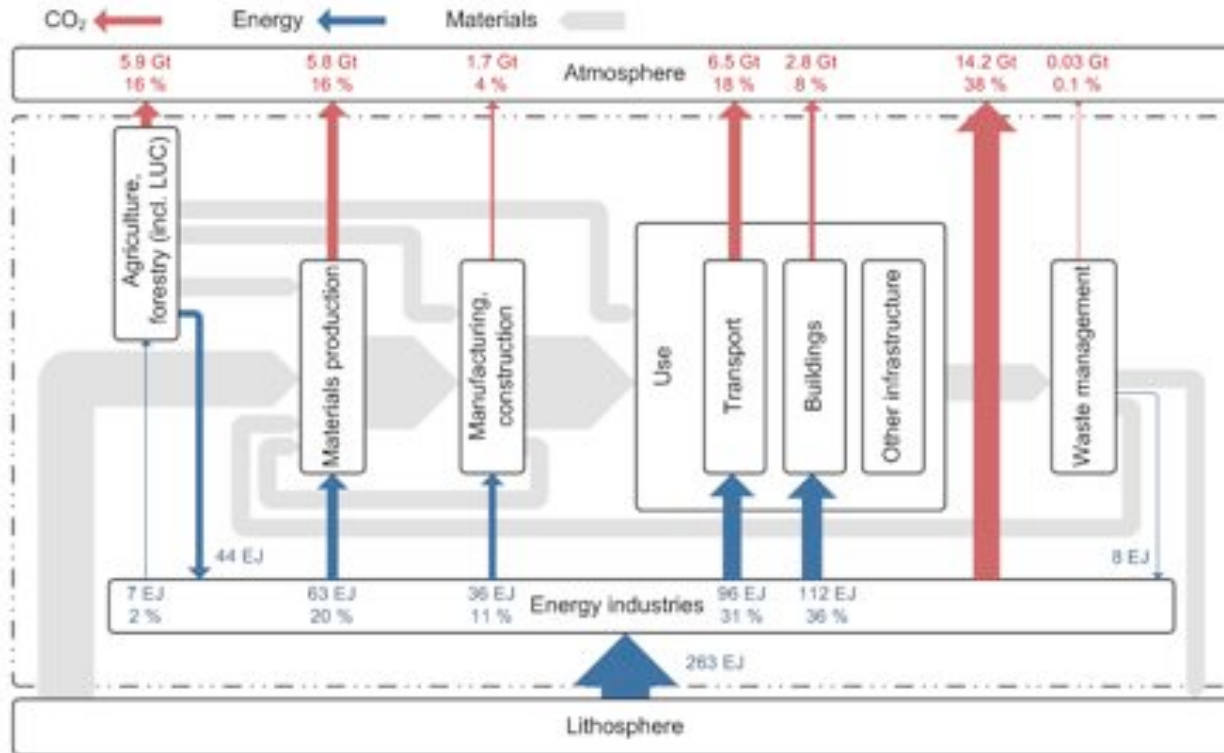 CO₂
Energy
Materials
Atmosphere
5.9 Gt
16 %
5.8 Gt
16 %
1.7 Gt
4 %
6.5 Gt
18 %
2.8 Gt
8 %
14.2 Gt
38 %
0.03 Gt
0.1 %
Agriculture,
forestry (incl. LUC)
Materials production
Manufacturing,
construction
Use
Transport
Buildings
Other infrastructure
Waste management
44 EJ
8 EJ
7 EJ
2 %
63 EJ
20 %
36 EJ
11 %
Energy industries
96 EJ
31 %
112 EJ
36 %
263 EJ
Lithosphere